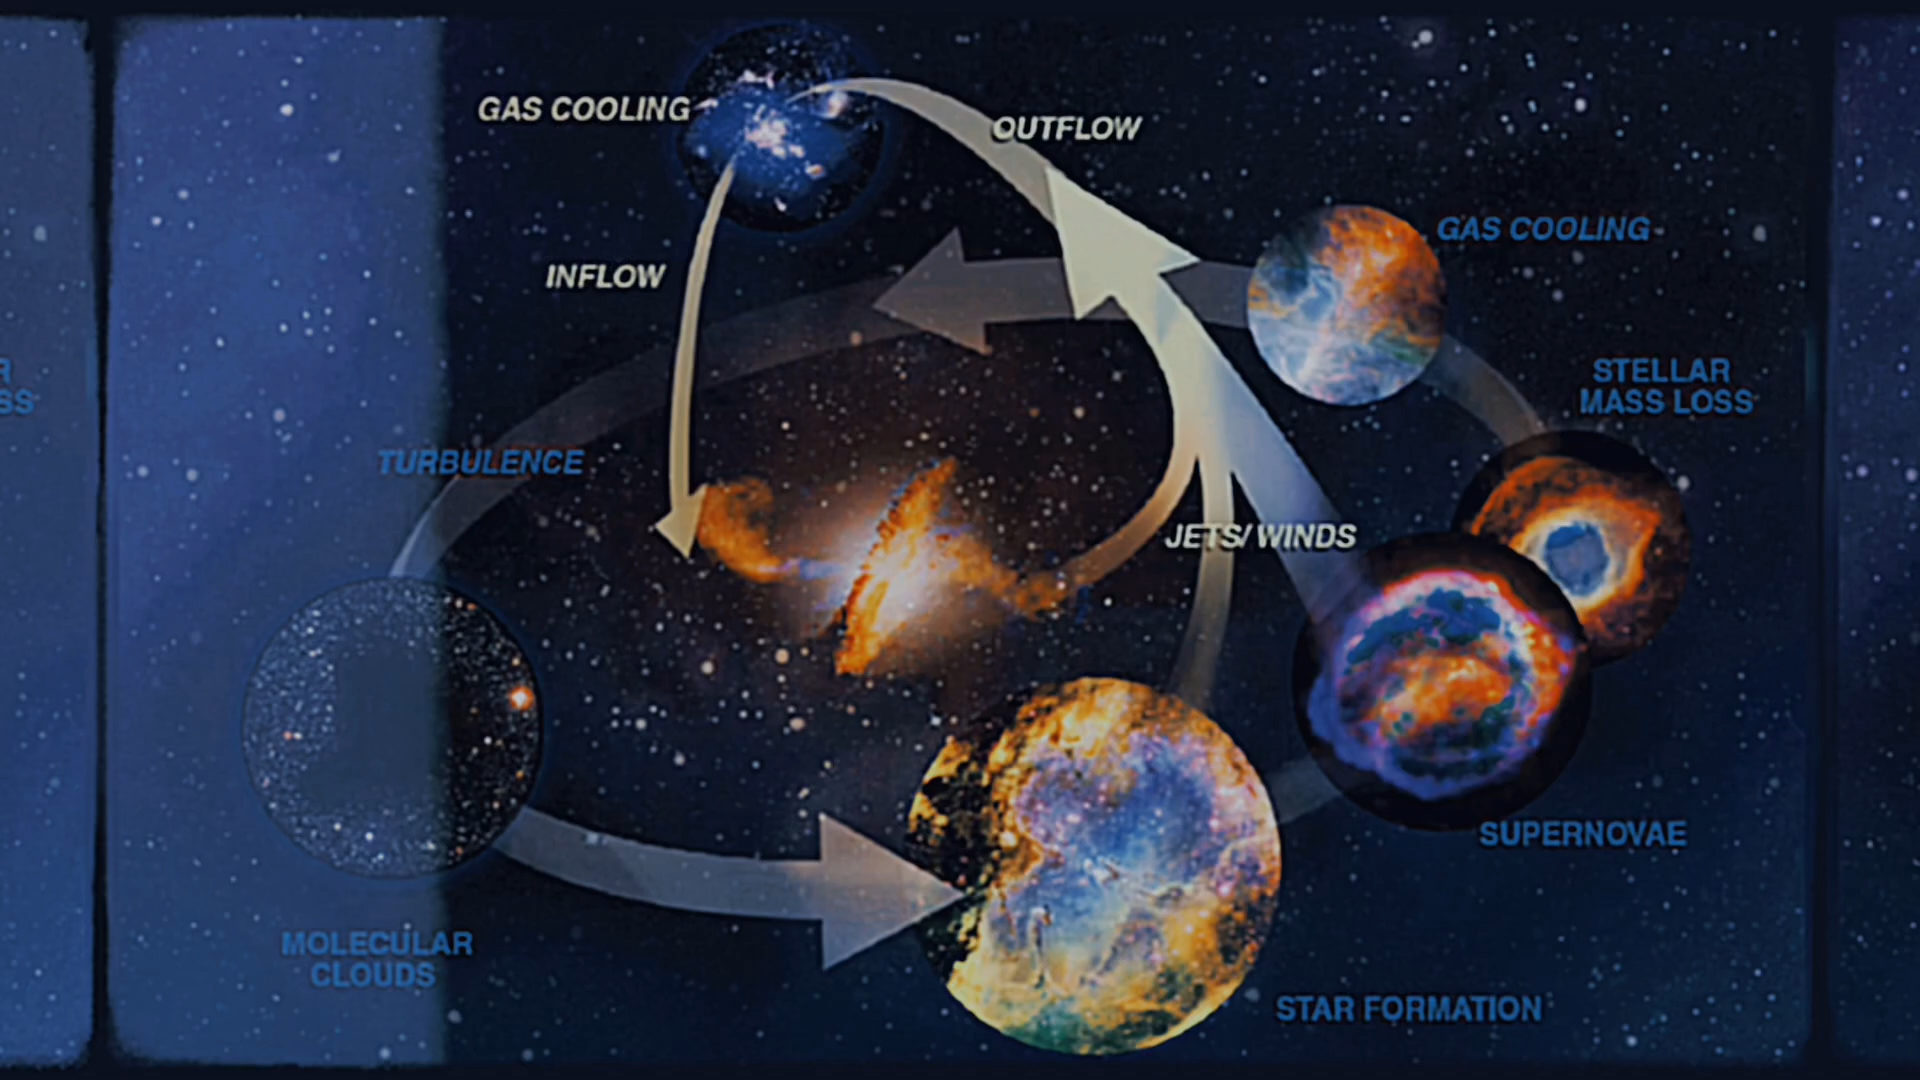 GAS COOLING
OUTFLOW
GAS COOLING
INFLOW
STELLAR
MASS LOSS
TURBULENCE
JETS/ WINDS
SUPERNOVAE
MOLECULAR
CLOUDS
STAR FORMATION